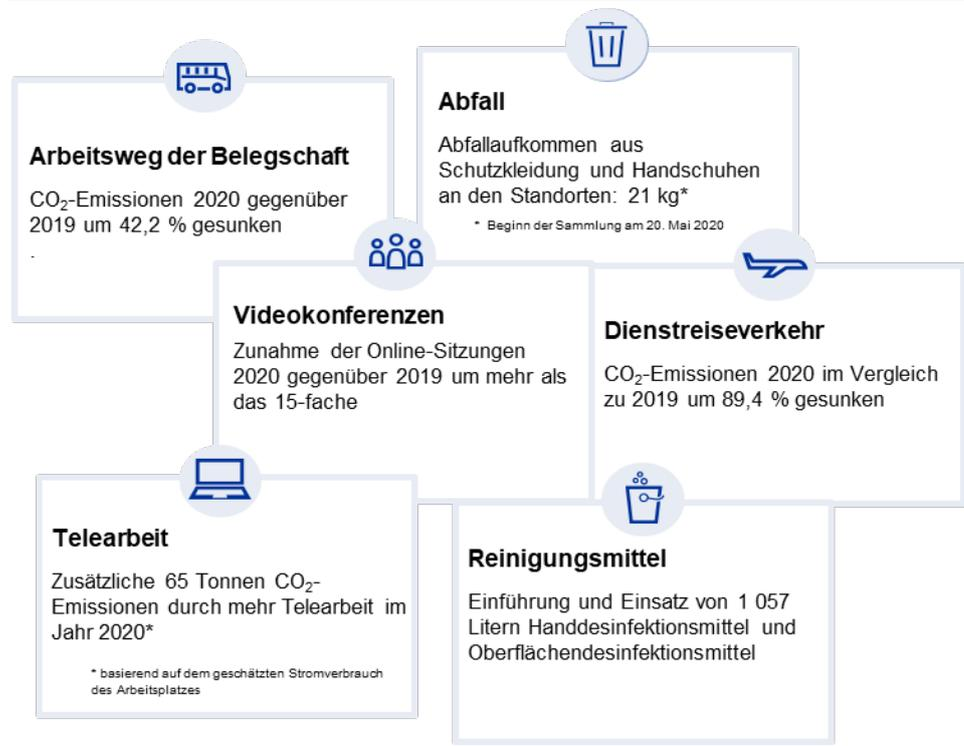 Arbeitsweg der Belegschaft
CO₂-Emissionen 2020 gegenüber
2019 um 42,2 % gesunken
.
Abfall
Abfallaufkommen aus
Schutzkleidung und Handschuhen
an den Standorten: 21 kg*
* Beginn der Sammlung am 20. Mai 2020
Videokonferenzen
Zunahme der Online-Sitzungen
2020 gegenüber 2019 um mehr als
das 15-fache
Dienstreiseverkehr
CO₂-Emissionen 2020 im Vergleich
zu 2019 um 89,4 % gesunken
Telearbeit
Zusätzliche 65 Tonnen CO₂-
Emissionen durch mehr Telearbeit im
Jahr 2020*
* basierend auf dem geschätzten Stromverbrauch
des Arbeitsplatzes
Reinigungsmittel
Einführung und Einsatz von 1 057
Litern Handdesinfektionsmittel und
Oberflächendesinfektionsmittel